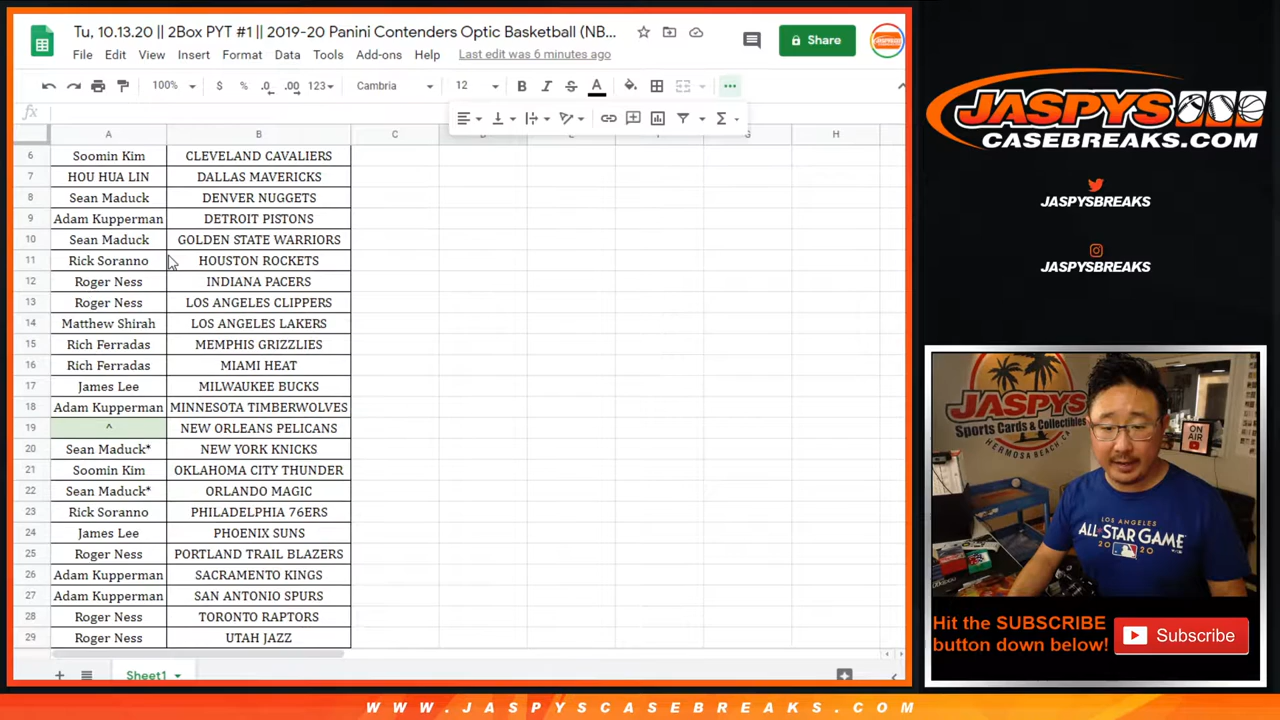 Tu, 10.13.20 || 2Box PYT #1 || 2019-20 Panini Contenders Optic Basketball (NB...
Share
File Edit View Insert Format Data Tools Add-ons Help Last edit was 6 minutes ago
100% $ % .0 .00 123 Cambria 12 B I S A
fx
A B C H
6 Soomin Kim CLEVELAND CAVALIERS
7 HOU HUA LIN DALLAS MAVERICKS
8 Sean Maduck DENVER NUGGETS
9 Adam Kupperman DETROIT PISTONS
10 Sean Maduck GOLDEN STATE WARRIORS
11 Rick Soranno HOUSTON ROCKETS
12 Roger Ness INDIANA PACERS
13 Roger Ness LOS ANGELES CLIPPERS
14 Matthew Shirah LOS ANGELES LAKERS
15 Rich Ferradas MEMPHIS GRIZZLIES
16 Rich Ferradas MIAMI HEAT
17 James Lee MILWAUKEE BUCKS
18 Adam Kupperman MINNESOTA TIMBERWOLVES
19 ^ NEW ORLEANS PELICANS
20 Sean Maduck* NEW YORK KNICKS
21 Soomin Kim OKLAHOMA CITY THUNDER
22 Sean Maduck* ORLANDO MAGIC
23 Rick Soranno PHILADELPHIA 76ERS
24 James Lee PHOENIX SUNS
25 Roger Ness PORTLAND TRAIL BLAZERS
26 Adam Kupperman SACRAMENTO KINGS
27 Adam Kupperman SAN ANTONIO SPURS
28 Roger Ness TORONTO RAPTORS
29 Roger Ness UTAH JAZZ
Sheet1
JASPYS
CASEBREAKS.COM
JASPYSBREAKS
JASPYSBREAKS
JASPY'S
Sports Cards & Collectibles
HERMOSA BEACH, CA
ON
AIR
LOS ANGELES
ALL-STAR GAME
2020
Hit the SUBSCRIBE
button down below!
Subscribe
WWW.JASPYSCASEBREAKS.COM